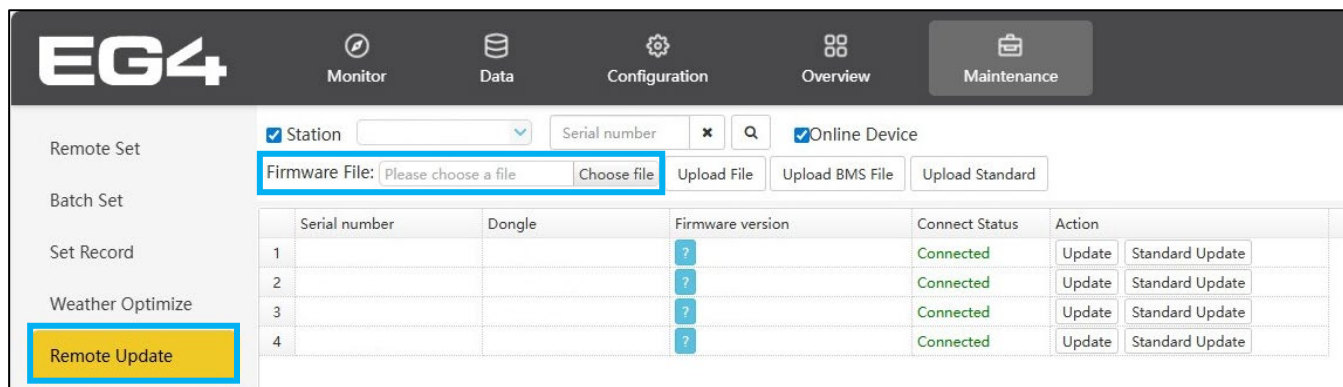 EG4
Monitor Data Configuration Overview Maintenance
Remote Set
Batch Set
Set Record
Weather Optimize
Remote Update
Station Serial number × Online Device
Firmware File: Please choose a file Choose file Upload File Upload BMS File Upload Standard
Serial number Dongle Firmware version Connect Status Action
1 ? Connected Update Standard Update
2 ? Connected Update Standard Update
3 ? Connected Update Standard Update
4 ? Connected Update Standard Update